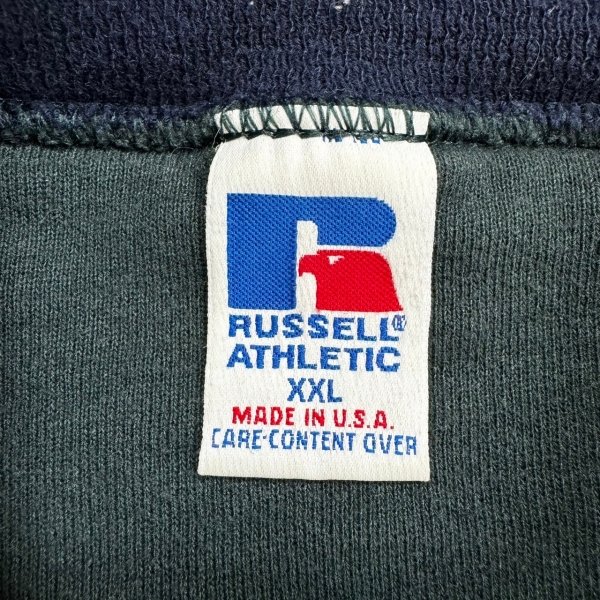 RUSSELL®
ATHLETIC
XXL
MADE IN U.S.A.
CARE-CONTENT OVER